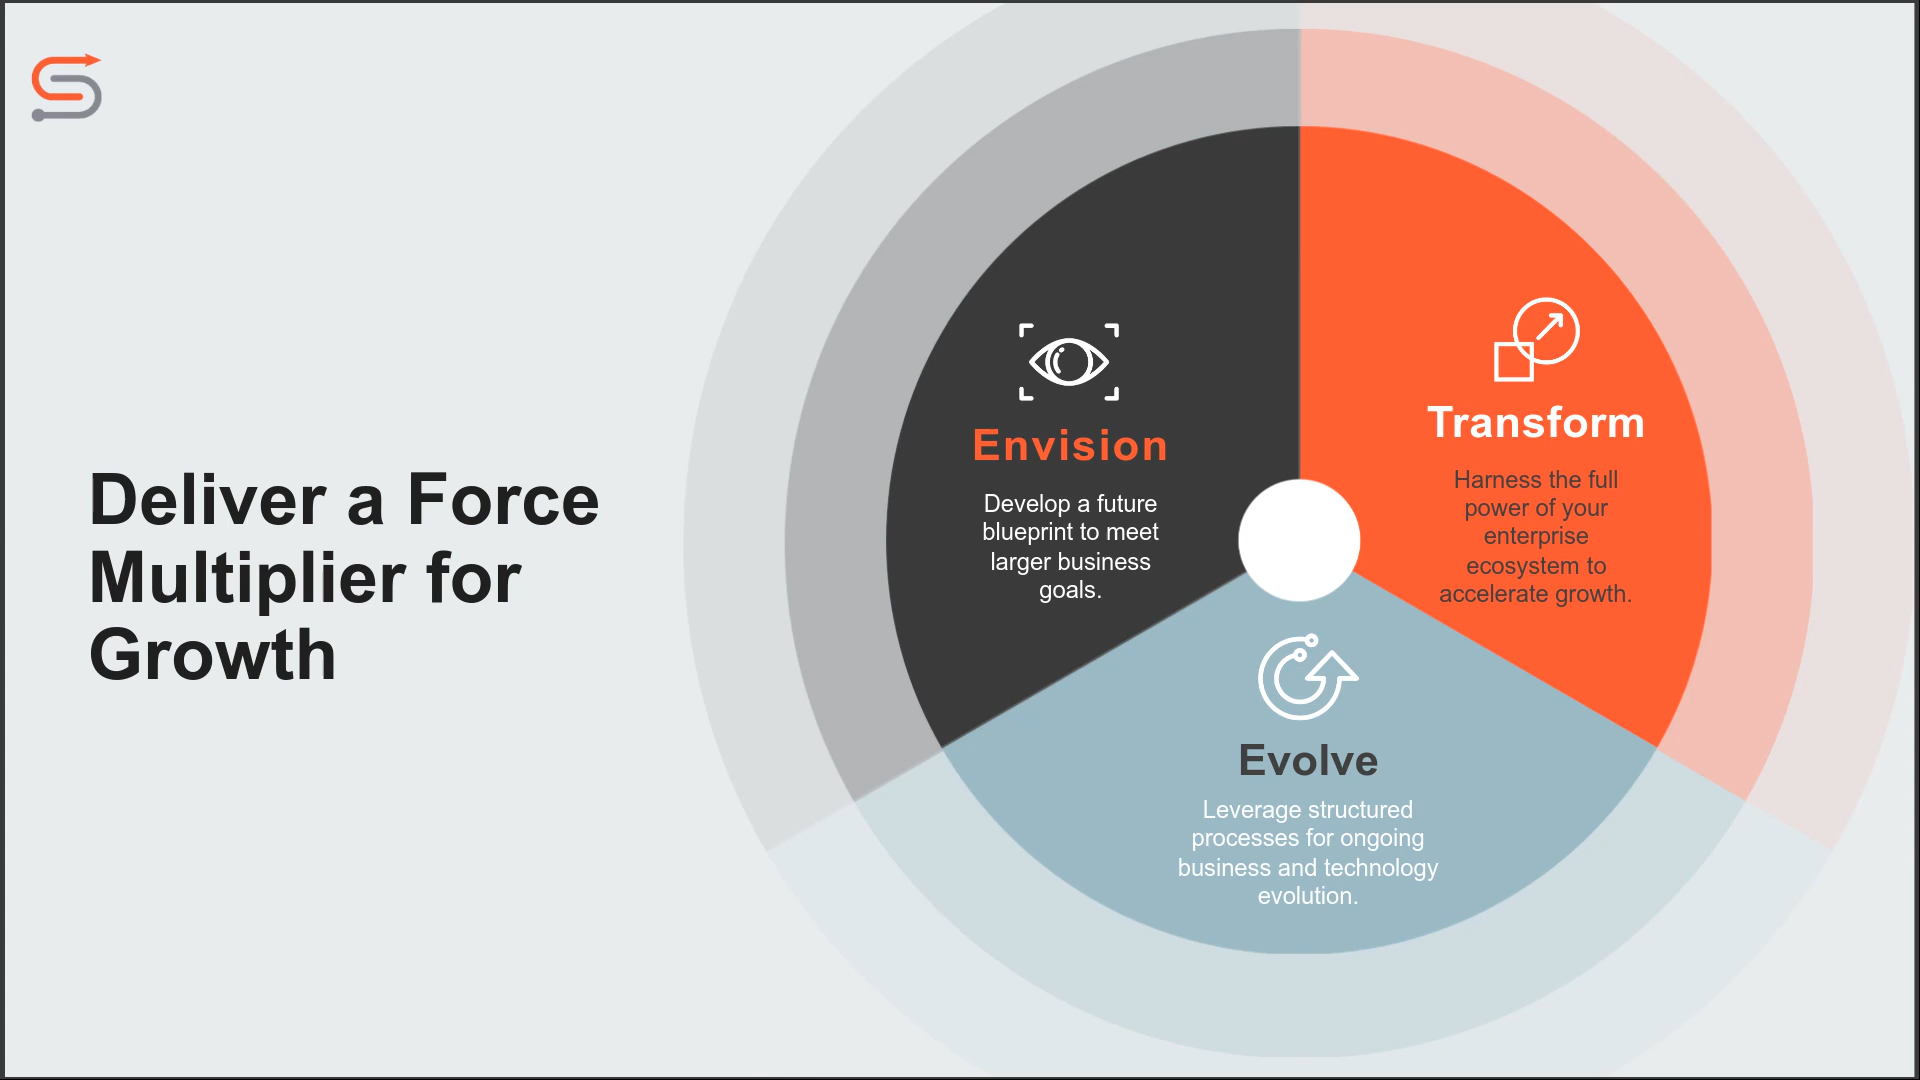 Deliver a Force
Multiplier for
Growth
Envision
Develop a future
blueprint to meet
larger business
goals.
Transform
Harness the full
power of your
enterprise
ecosystem to
accelerate growth.
Evolve
Leverage structured
processes for ongoing
business and technology
evolution.